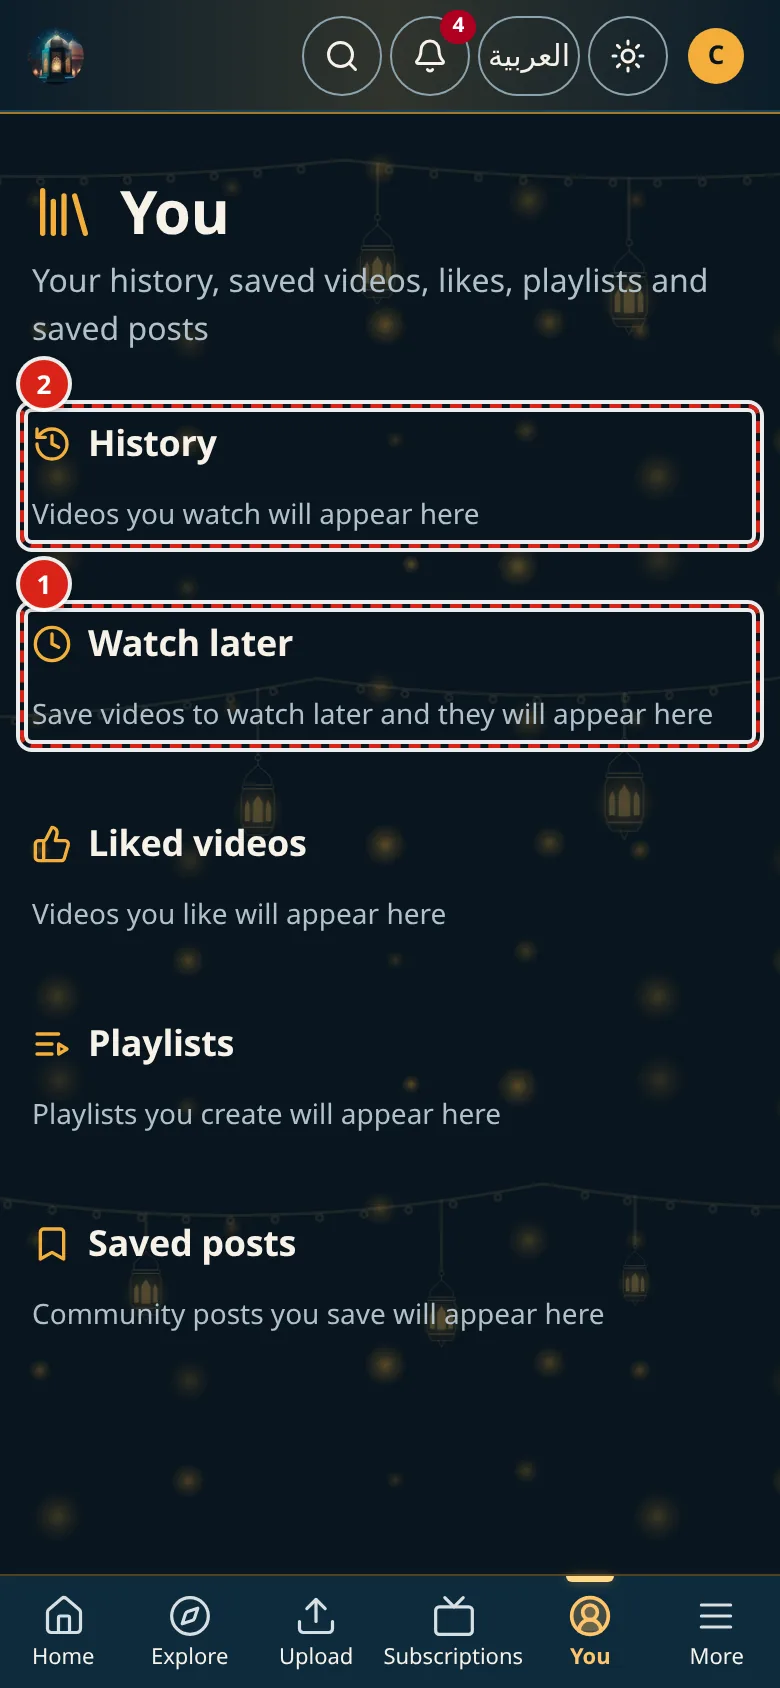 4
العربية
C
You
Your history, saved videos, likes, playlists and
saved posts
2
History
Videos you watch will appear here
1
Watch later
Save videos to watch later and they will appear here
Liked videos
Videos you like will appear here
Playlists
Playlists you create will appear here
Saved posts
Community posts you save will appear here
Home
Explore
Upload
Subscriptions
You
More